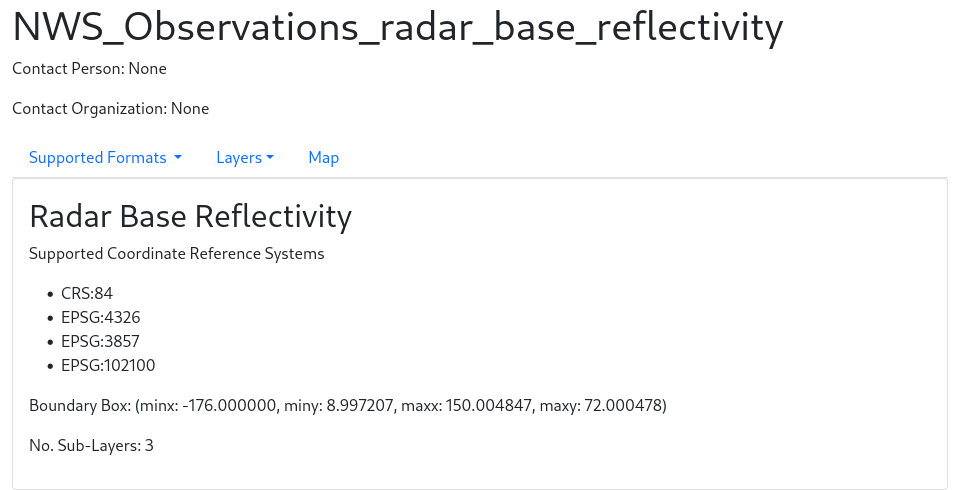 NWS_Observations_radar_base_reflectivity
Contact Person: None
Contact Organization: None
Supported Formats
Layers
Map
Radar Base Reflectivity
Supported Coordinate Reference Systems
• CRS:84
• EPSG:4326
• EPSG:3857
• EPSG:102100
Boundary Box: (minx: -176.000000, miny: 8.997207, maxx: 150.004847, maxy: 72.000478)
No. Sub-Layers: 3